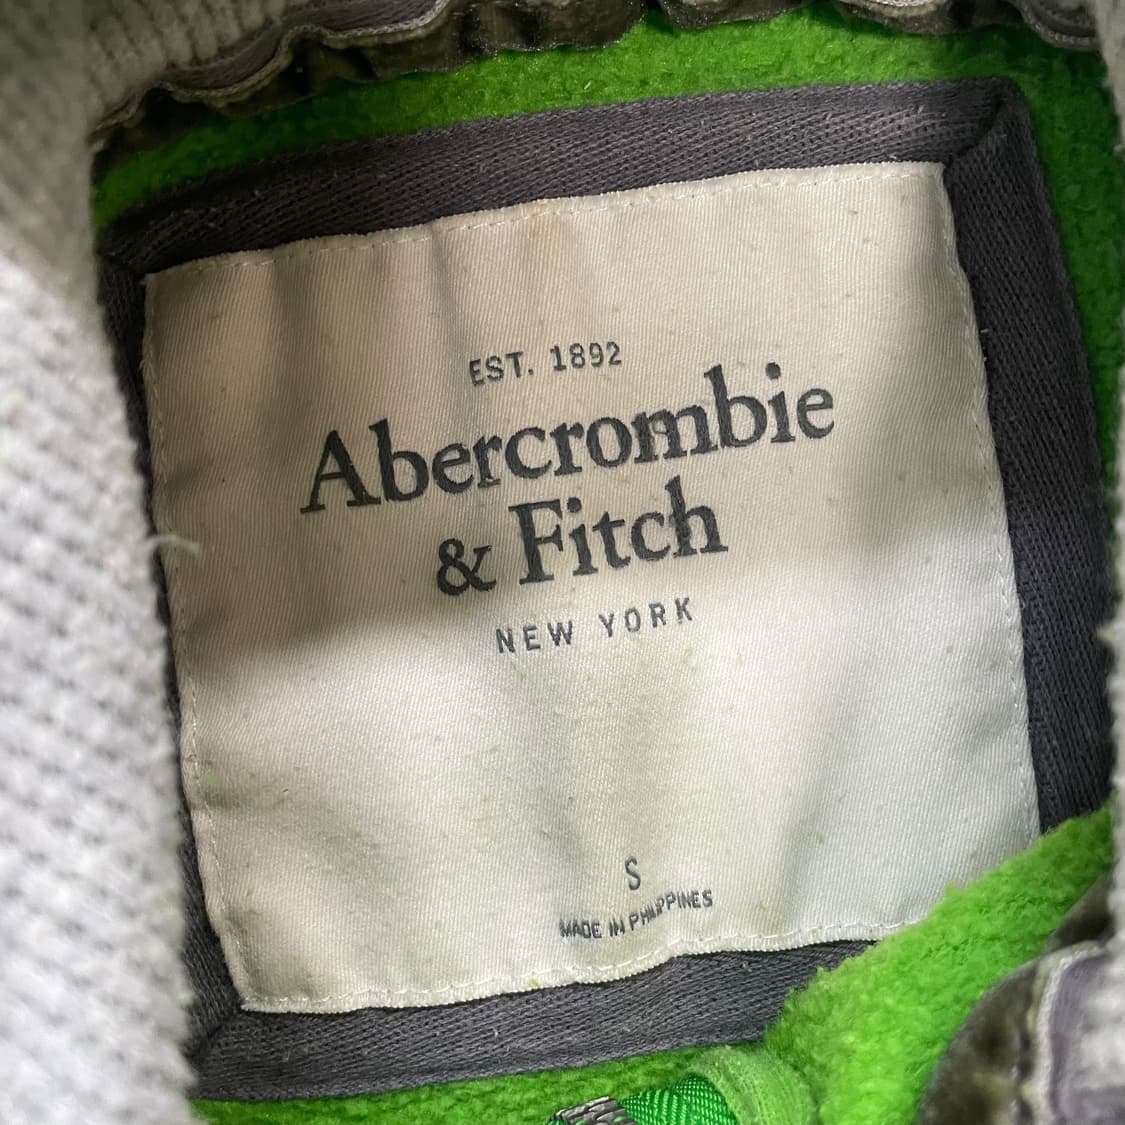 EST. 1892
Abercrombie
& Fitch
NEW YORK
S
MADE IN PHILIPPINES